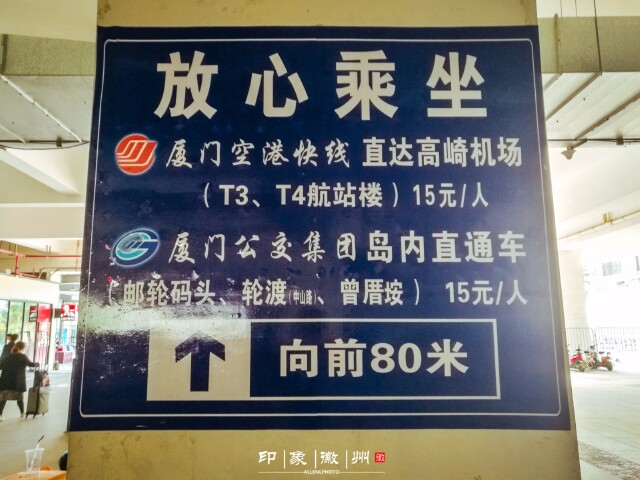 放心乘坐
厦门空港快线 直达高崎机场
（T3、T4航站楼）15元/人
厦门公交集团岛内直通车
（邮轮码头、轮渡（中山路）、曾厝垵） 15元/人
向前80米
印|象|徽|州
ALLEN.PHOTO